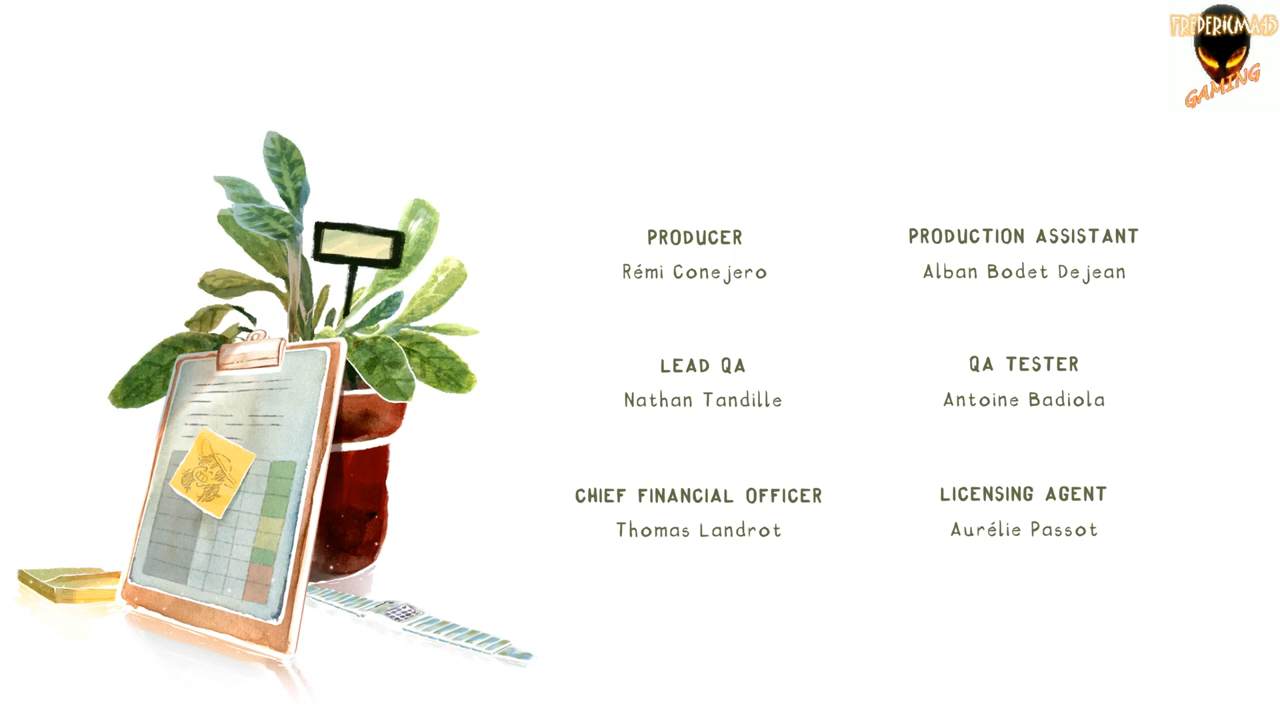 FREDERICMA45
GAMING
PRODUCER
Rémi Conejero
PRODUCTION ASSISTANT
Alban Bodet Dejean
LEAD QA
Nathan Tandille
QA TESTER
Antoine Badiola
CHIEF FINANCIAL OFFICER
Thomas Landrot
LICENSING AGENT
Aurélie Passot